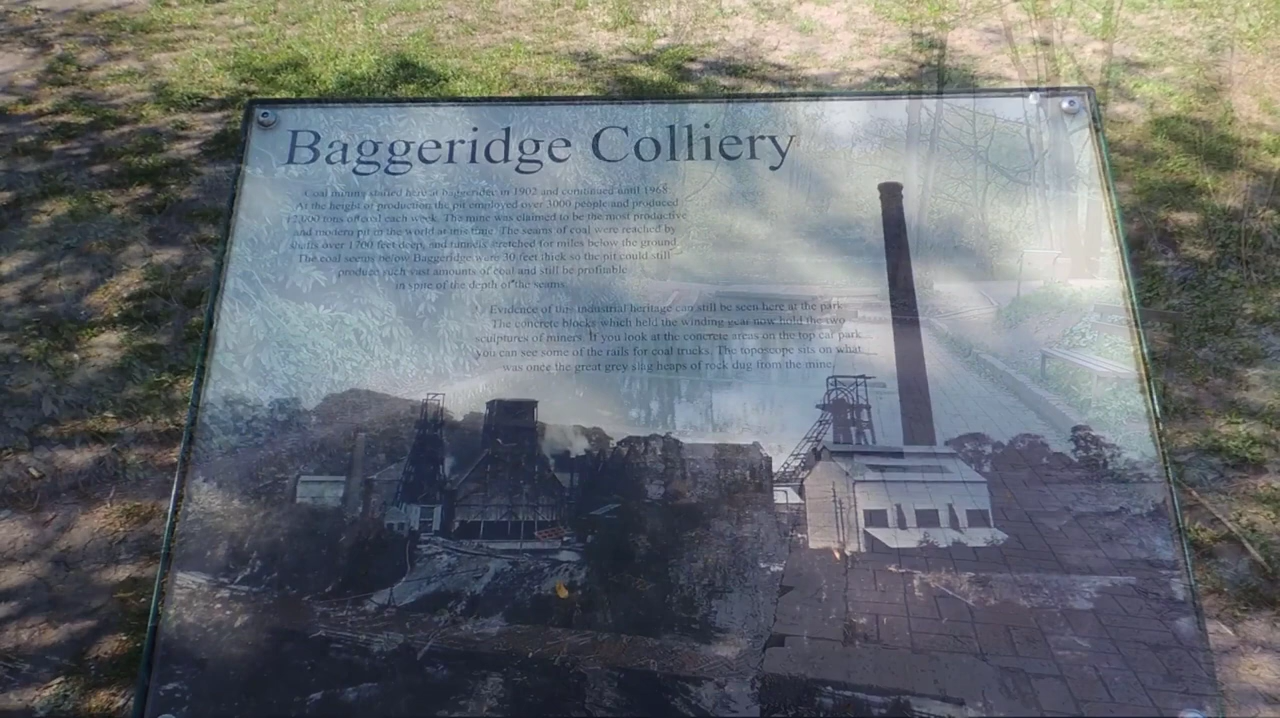 Baggeridge Colliery
Coal mining started here at Baggeridge in 1902 and continued until 1968.
At the height of production the pit employed over 3000 people and produced
12,000 tons of coal each week. The mine was claimed to be the most productive
and modern pit in the world at this time. The seams of coal were reached by
shafts over 1700 feet deep, and tunnels stretched for miles below the ground.
The coal seems below Baggeridge were 30 feet thick so the pit could still
produce such vast amounts of coal and still be profitable
in spite of the depth of the seams.
Evidence of this industrial heritage can still be seen here at the park.
The concrete blocks which held the winding gear now hold the two
sculptures of miners. If you look at the concrete areas on the top car park
you can see some of the rails for coal trucks. The toposcope sits on what
was once the great grey slag heaps of rock dug from the mine.